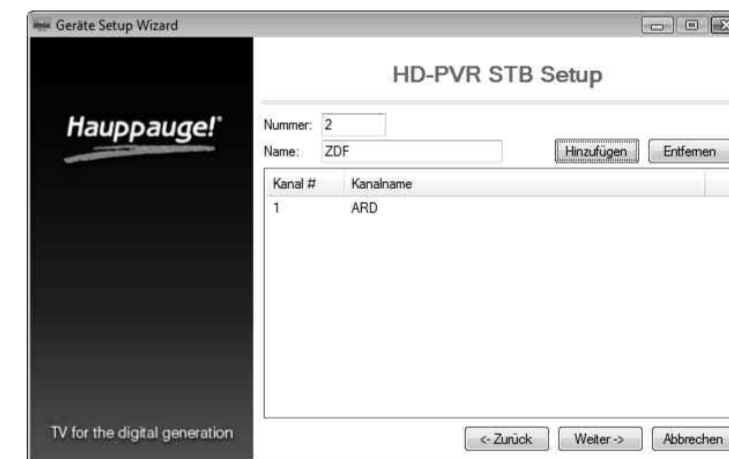 Geräte Setup Wizard
HD-PVR STB Setup
Hauppauge!
Nummer: 2
Name: ZDF Hinzufügen Entfernen
Kanal # Kanalname
1 ARD
TV for the digital generation
<- Zurück Weiter -> Abbrechen